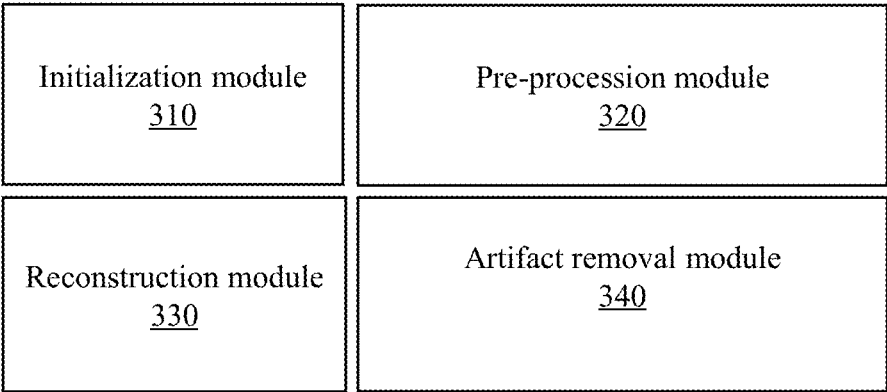 Initialization module
310
Pre-procession module
320
Reconstruction module
330
Artifact removal module
340